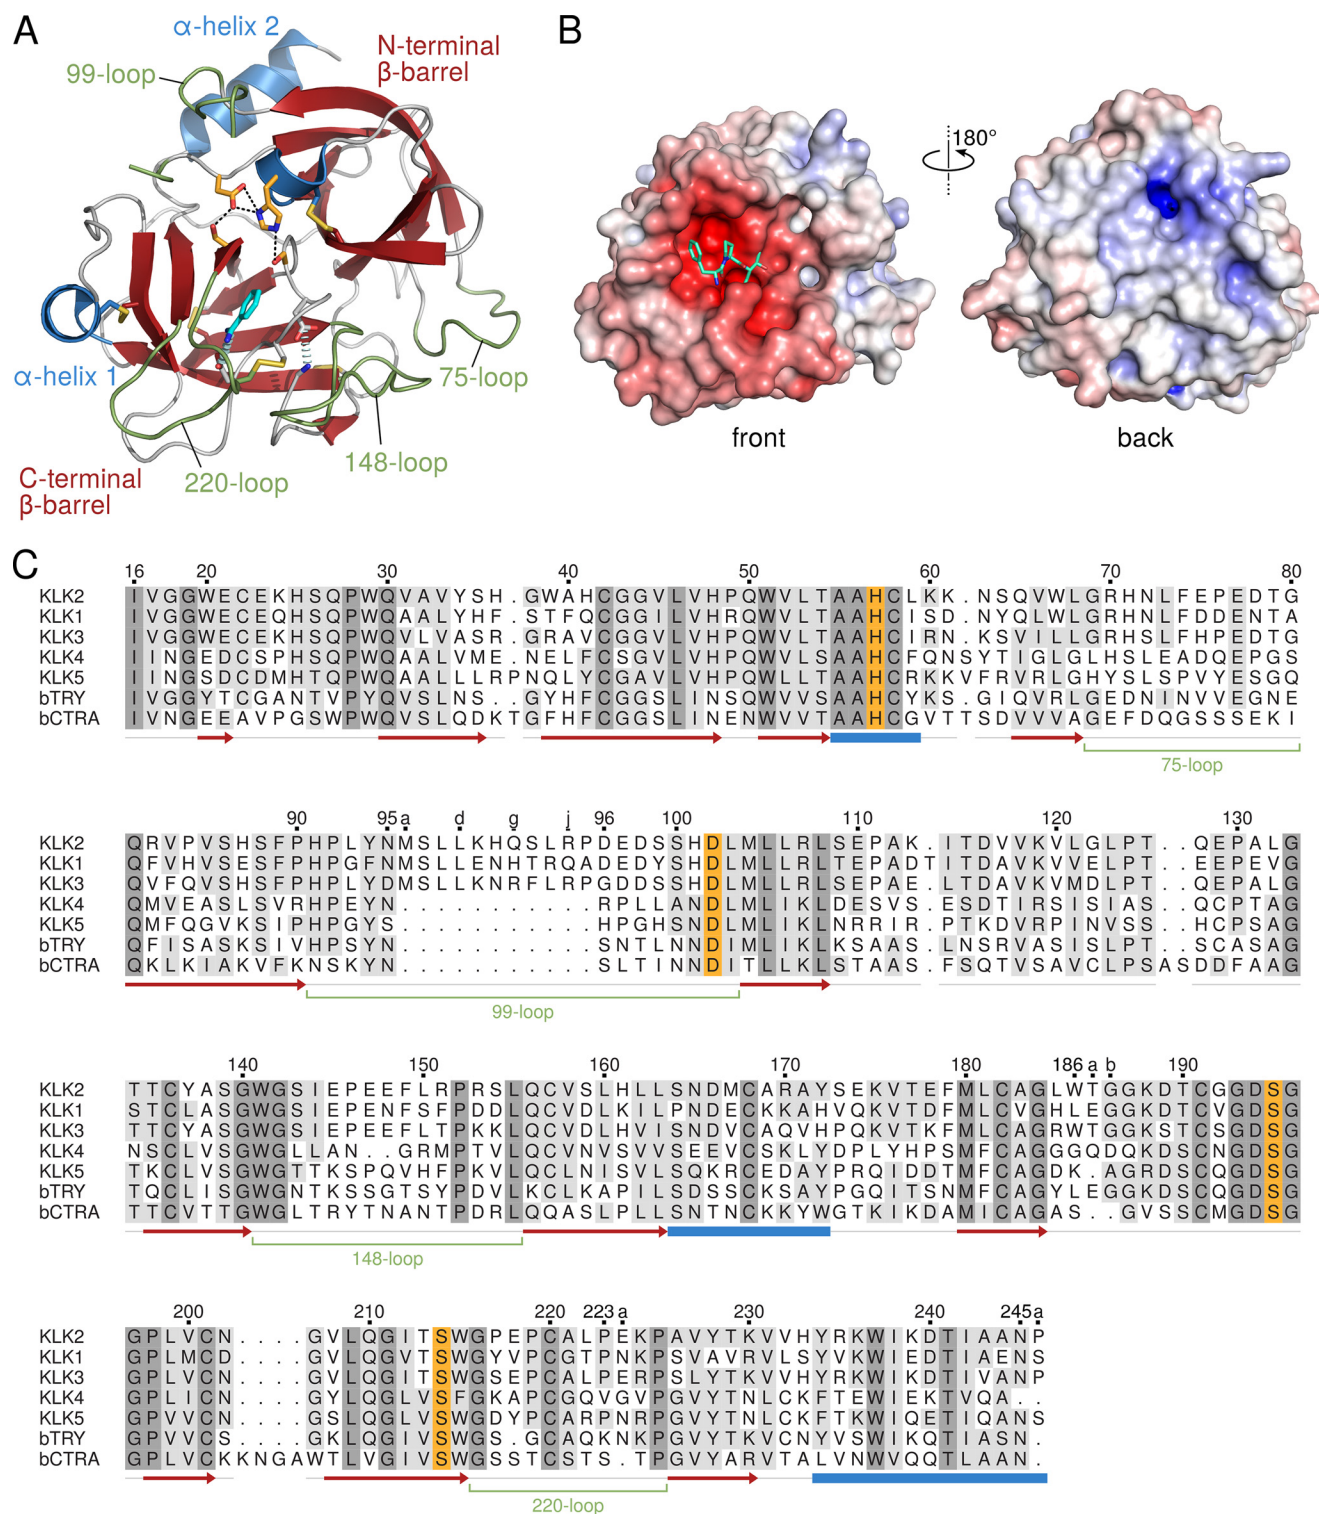 A
B
α-helix 2
99-loop
N-terminal
β-barrel
α-helix 1
75-loop
148-loop
220-loop
C-terminal
β-barrel
180°
front
back
C
16 20 30 40 50 60 70 80
KLK2 IVGGWECEKHSQPWQVAVYSH.GWAHCGGVLVHPQWVLTAAHCLKK.NSQVWLGRHNLFEPEDTG
KLK1 IVGGWECEQHSQPWQAALYHF.STFQCGGILVHRQWVLTAAHCISD.NYQLWLGRHNLFDDENTA
KLK3 IVGGWECEKHSQPWQVLVASR.GRAVCGGVLVHPQWVLTAAHCIRN.KSVILLGRHSLFHPEDTG
KLK4 IINGEDCSPHSQPWQAALVME.NELFCSGVLVHPQWVLSAAHCFQNSYTIGLGLHSLEADQEPGS
KLK5 IINGSDCDMHTQPWQAALLLRPNQLYCGAVLVHPQWLLTAAHCRKKVFRVRLGHYSLSPVYESGQ
bTRY IVGGYTCGANTVPYQVSLNS..GYHFCGGSLINSQWVVSAAHCYKS.GIQVRLGEDNINVVEGNE
bCTRA IVNGEEAVPGSWPWQVSLQDKTGFHFCGGSLINENWVVTAAHCGVTTSDVVVAGEFDQGSSSEKI
75-loop
90 95a d g j 96 100 110 120 130
KLK2 QRVPVSHSFPHPLYNMSLLKHQSLRPDEDSSHDLMLLRLSEPAK.ITDVVKVLGLPT..QEPALG
KLK1 QFVHVSESFPHPGFNMSLLENHTRQADEDYSHDLMLLRLTEPADTITDAVKVVELPT..EEPEVG
KLK3 QVFQVSHSFPHPLYDMSLLKNRFLRPGDDSSHDLMLLRLSEPAE.LTDAVKVMDLPT..QEPALG
KLK4 QMVEASLSVRHPEYN...........RPLLANDLMLIKLDESVS.ESDTIRSISIAS..QCPTAG
KLK5 QMFQGVKSIPHPGYS...........HPGHSNDLMLIKLNRRIR.PTKDVRPINVSS..HCPSAG
bTRY QFISASKSIVHPSYN...........SNTLNNDIMLIKLKSAASL.NSRVASISLPT..SCASAG
bCTRA QKLKIAKVFKNSKYN...........SLTINNDITLLKLSTAAS.FSQTVSAVCLPSASDDFAAG
99-loop
140 150 160 170 180 186a b 190
KLK2 TTCYASGWGSIEPEEFLRPRSLQCVSLHLLSNDMCARAYSEKVTEFMLCAGLWTGGKDTCGGDSG
KLK1 STCLASGWGSIEPENFSFPDDLQCVDLKILPNDECKKAHVQKVTDFMLCVGHLEGGKDTCVGDSG
KLK3 TTCYASGWGSIEPEEFLTPKKLQCVDLHVISNDVCAQVHPQKVTKFMLCAGRWTGGKSTCSGDSG
KLK4 NSCLVSGWGLLAN..GRMPTVLQCVNVSVVSEEVCSKLYDPLYHPSMFCAGGGQDQKDSCNGDSG
KLK5 TKCLVSGWGTTKSPQVHFPKVLQCLNISVLSQKRCEDAYPRQIDDTMFCAGDK.AGRDSCQGDSG
bTRY TQCLISGWGNTKSSGTSYPDVLKCLKAPILSDSSCKSAYPGQITSNMFCAGYLEGGKDSCQGDSG
bCTRA TTCVTTGWGLTRYTNANTPDRLQQASLPLLSNTNCKKYWGTKIKDAMICAGAS..GVSSCMGDSG
148-loop
200 210 220 223a 230 240 245a
KLK2 GPLVCN....GVLQGITSWGPEPCALPEKPAVYTKVVHYRKWIKDTIAANP
KLK1 GPLMCD....GVLQGVTSWGYVPCGTPNKPSVAVRVLSYVKWIEDTIAENS
KLK3 GPLVCN....GVLQGITSWGSEPCALPERPSLYTKVVHYRKWIKDTIVANP
KLK4 GPLICN....GYLQGLVSFGKAPCGQVGVPGVYTNLCKFTEWIEKTVQA..
KLK5 GPVVCN....GSLQGLVSWGDYPCARPNRPGVYTNLCKFTKWIQETIQANS
bTRY GPVVCS....GKLQGIVSWGS.GCAQKNKPGVYTKVCNYVSWIKQTIASN.
bCTRA GPLVCKKNGAWTLVGIVSWGSSTCSTS.TPGVYARVTALVNWVQQTLAAN.
220-loop